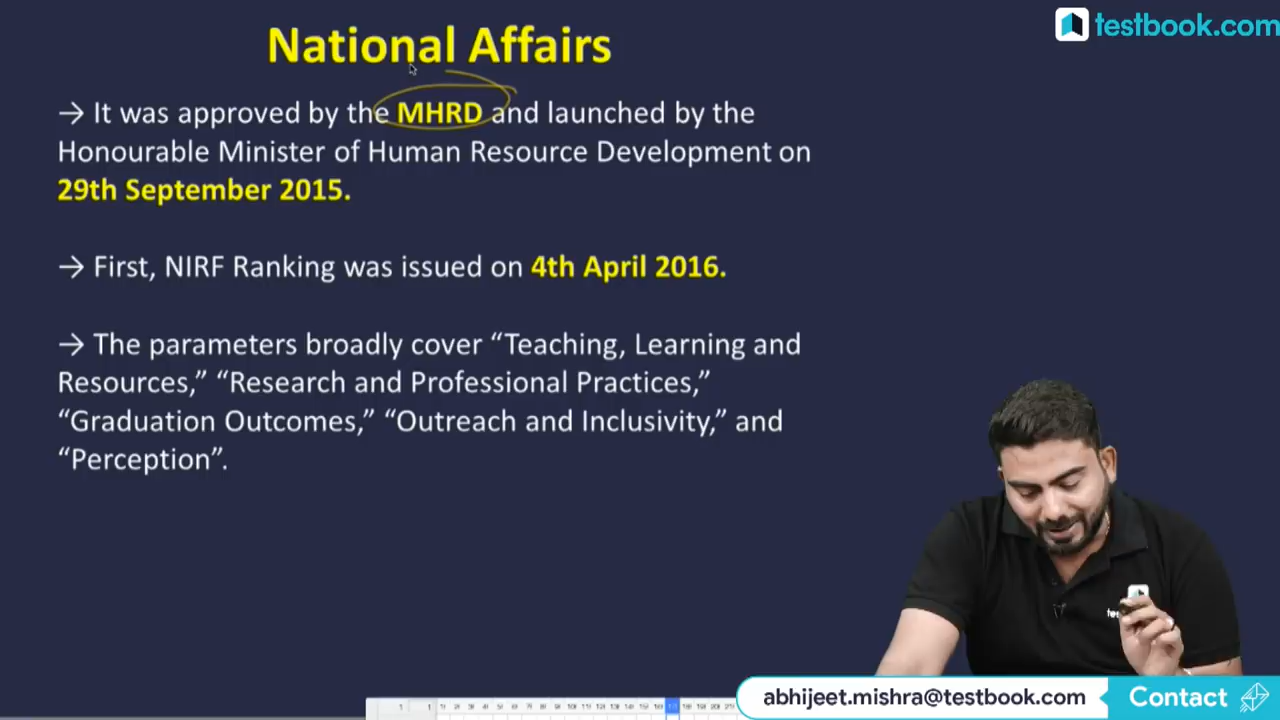 National Affairs
testbook.com
→ It was approved by the MHRD and launched by the
Honourable Minister of Human Resource Development on
29th September 2015.
→ First, NIRF Ranking was issued on 4th April 2016.
→ The parameters broadly cover “Teaching, Learning and
Resources,” “Research and Professional Practices,”
“Graduation Outcomes,” “Outreach and Inclusivity,” and
“Perception”.
abhijeet.mishra@testbook.com
Contact